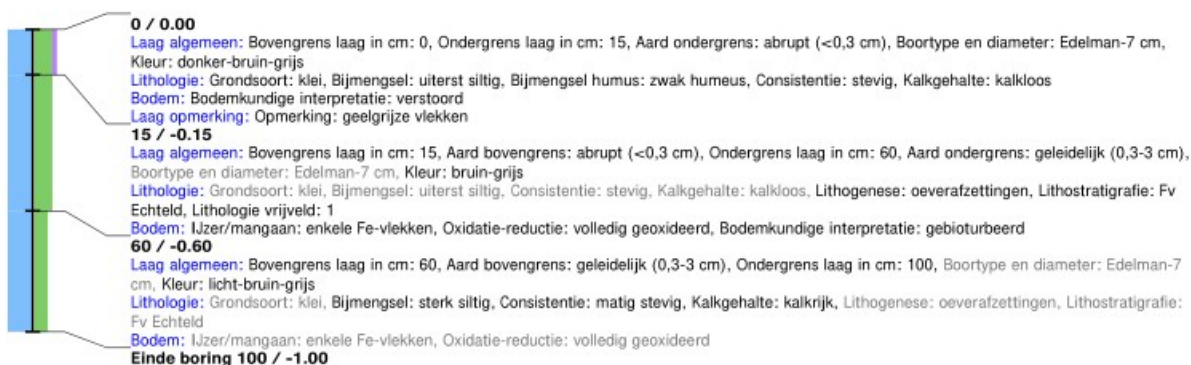 0 / 0.00
Laag algemeen: Bovengrens laag in cm: 0, Ondergrens laag in cm: 15, Aard ondergrens: abrupt (<0,3 cm), Boortype en diameter: Edelman-7 cm,
Kleur: donker-bruin-grijs
Lithologie: Grondsoort: klei, Bijmengsel: uiterst siltig, Bijmengsel humus: zwak humeus, Consistentie: stevig, Kalkgehalte: kalkloos
Bodem: Bodemkundige interpretatie: verstoord
Laag opmerking: Opmerking: geelgrijze vlekken
15 / -0.15
Laag algemeen: Bovengrens laag in cm: 15, Aard bovengrens: abrupt (<0,3 cm), Ondergrens laag in cm: 60, Aard ondergrens: geleidelijk (0,3-3 cm),
Boortype en diameter: Edelman-7 cm, Kleur: bruin-grijs
Lithologie: Grondsoort: klei, Bijmengsel: uiterst siltig, Consistentie: stevig, Kalkgehalte: kalkloos, Lithogenese: oeverafzettingen, Lithostratigrafie: Fv
Echteld, Lithologie vrijveld: 1
Bodem: IJzer/mangaan: enkele Fe-vlekken, Oxidatie-reductie: volledig geoxideerd, Bodemkundige interpretatie: gebioturbeerd
60 / -0.60
Laag algemeen: Bovengrens laag in cm: 60, Aard bovengrens: geleidelijk (0,3-3 cm), Ondergrens laag in cm: 100, Boortype en diameter: Edelman-7
cm, Kleur: licht-bruin-grijs
Lithologie: Grondsoort: klei, Bijmengsel: sterk siltig, Consistentie: matig stevig, Kalkgehalte: kalkrijk, Lithogenese: oeverafzettingen, Lithostratigrafie:
Fv Echteld
Bodem: IJzer/mangaan: enkele Fe-vlekken, Oxidatie-reductie: volledig geoxideerd
Einde boring 100 / -1.00